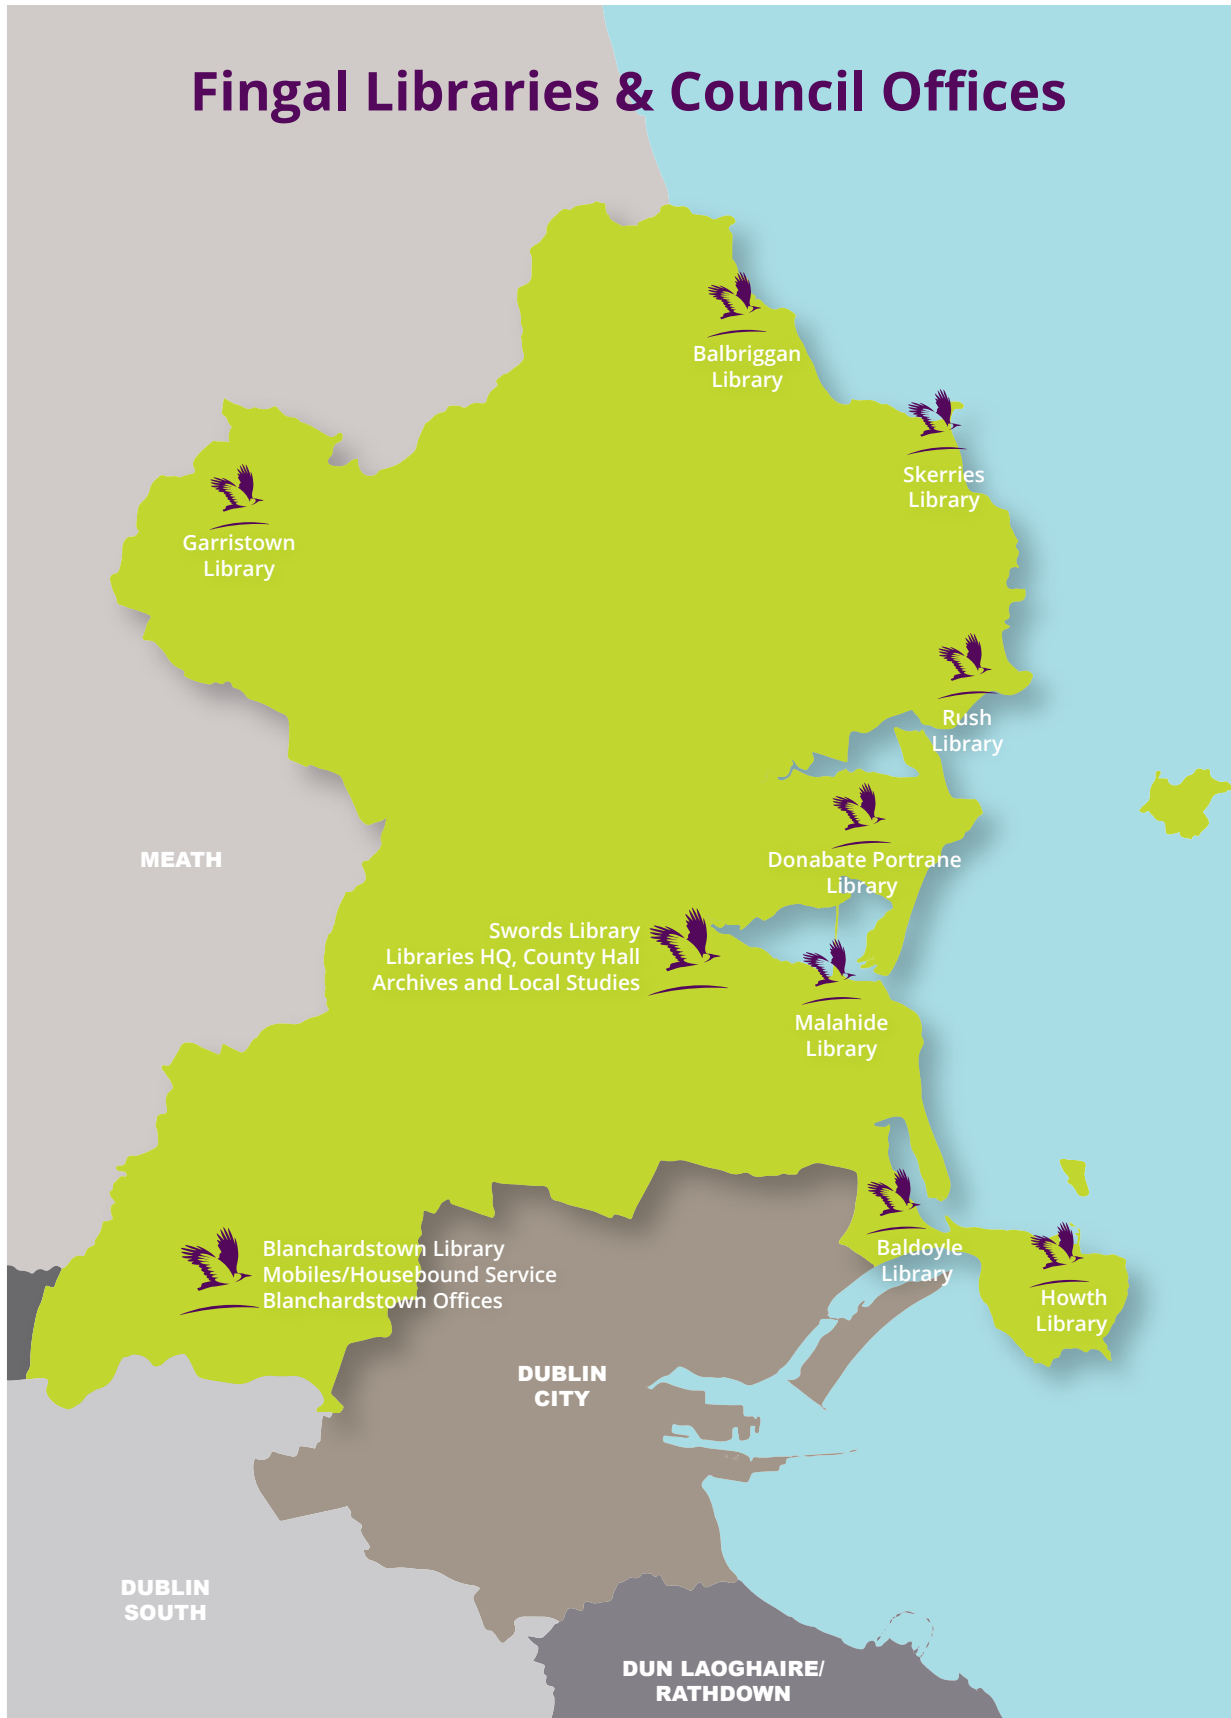 Fingal Libraries & Council Offices
Balbriggan
Library
Skerries
Library
Garristown
Library
Rush
Library
MEATH
Donabate Portrane
Library
Swords Library
Libraries HQ, County Hall
Archives and Local Studies
Malahide
Library
Blanchardstown Library
Mobiles/Housebound Service
Blanchardstown Offices
Baldoyle
Library
Howth
Library
DUBLIN
CITY
DUBLIN
SOUTH
DUN LAOGHAIRE/
RATHDOWN